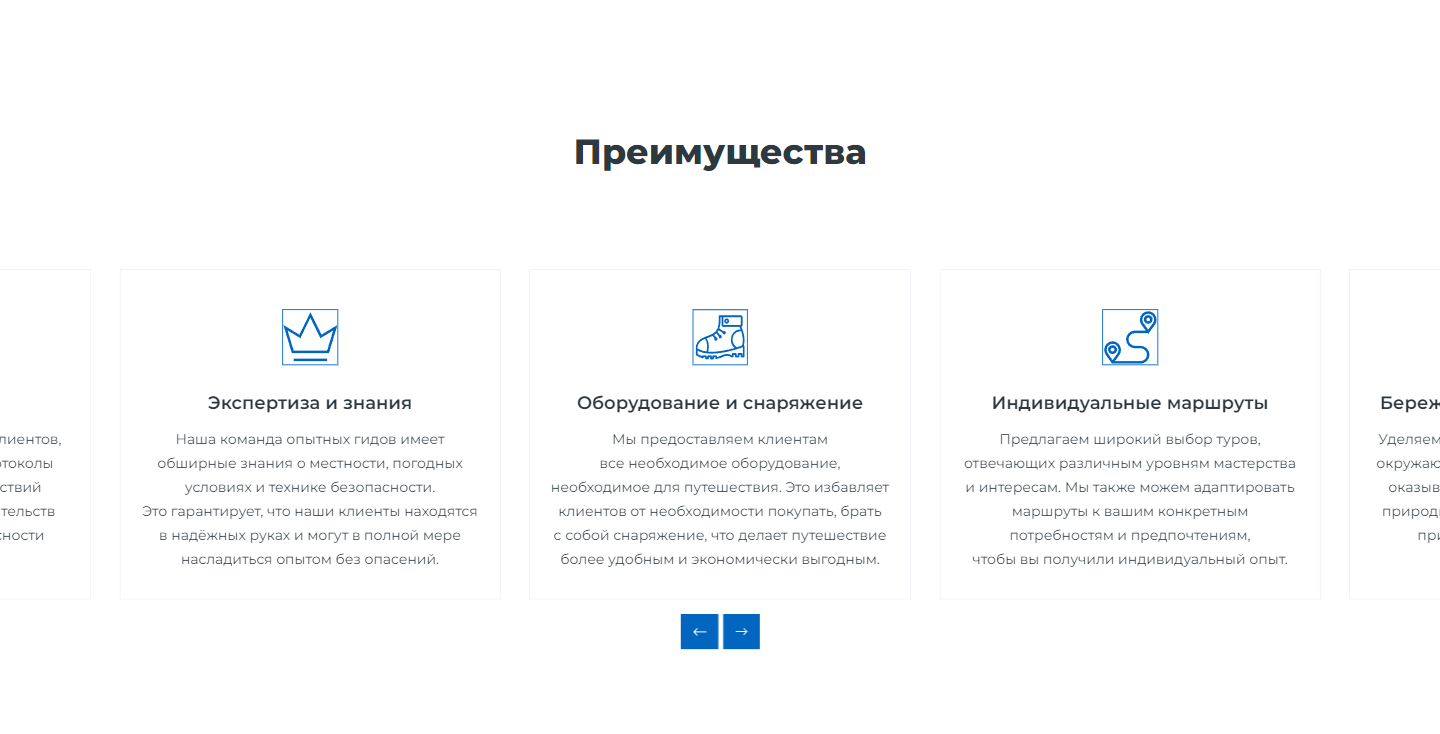 Преимущества
лиентов,
отоколы
ствий
тельств
сности
Экспертиза и знания
Наша команда опытных гидов имеет
обширные знания о местности, погодных
условиях и технике безопасности.
Это гарантирует, что наши клиенты находятся
в надёжных руках и могут в полной мере
насладиться опытом без опасений.
Оборудование и снаряжение
Мы предоставляем клиентам
все необходимое оборудование,
необходимое для путешествия. Это избавляет
клиентов от необходимости покупать, брать
с собой снаряжение, что делает путешествие
более удобным и экономически выгодным.
Индивидуальные маршруты
Предлагаем широкий выбор туров,
отвечающих различным уровням мастерства
и интересам. Мы также можем адаптировать
маршруты к вашим конкретным
потребностям и предпочтениям,
чтобы вы получили индивидуальный опыт.
Береж
Уделяем
окружаю
оказыв
природ
при
← →